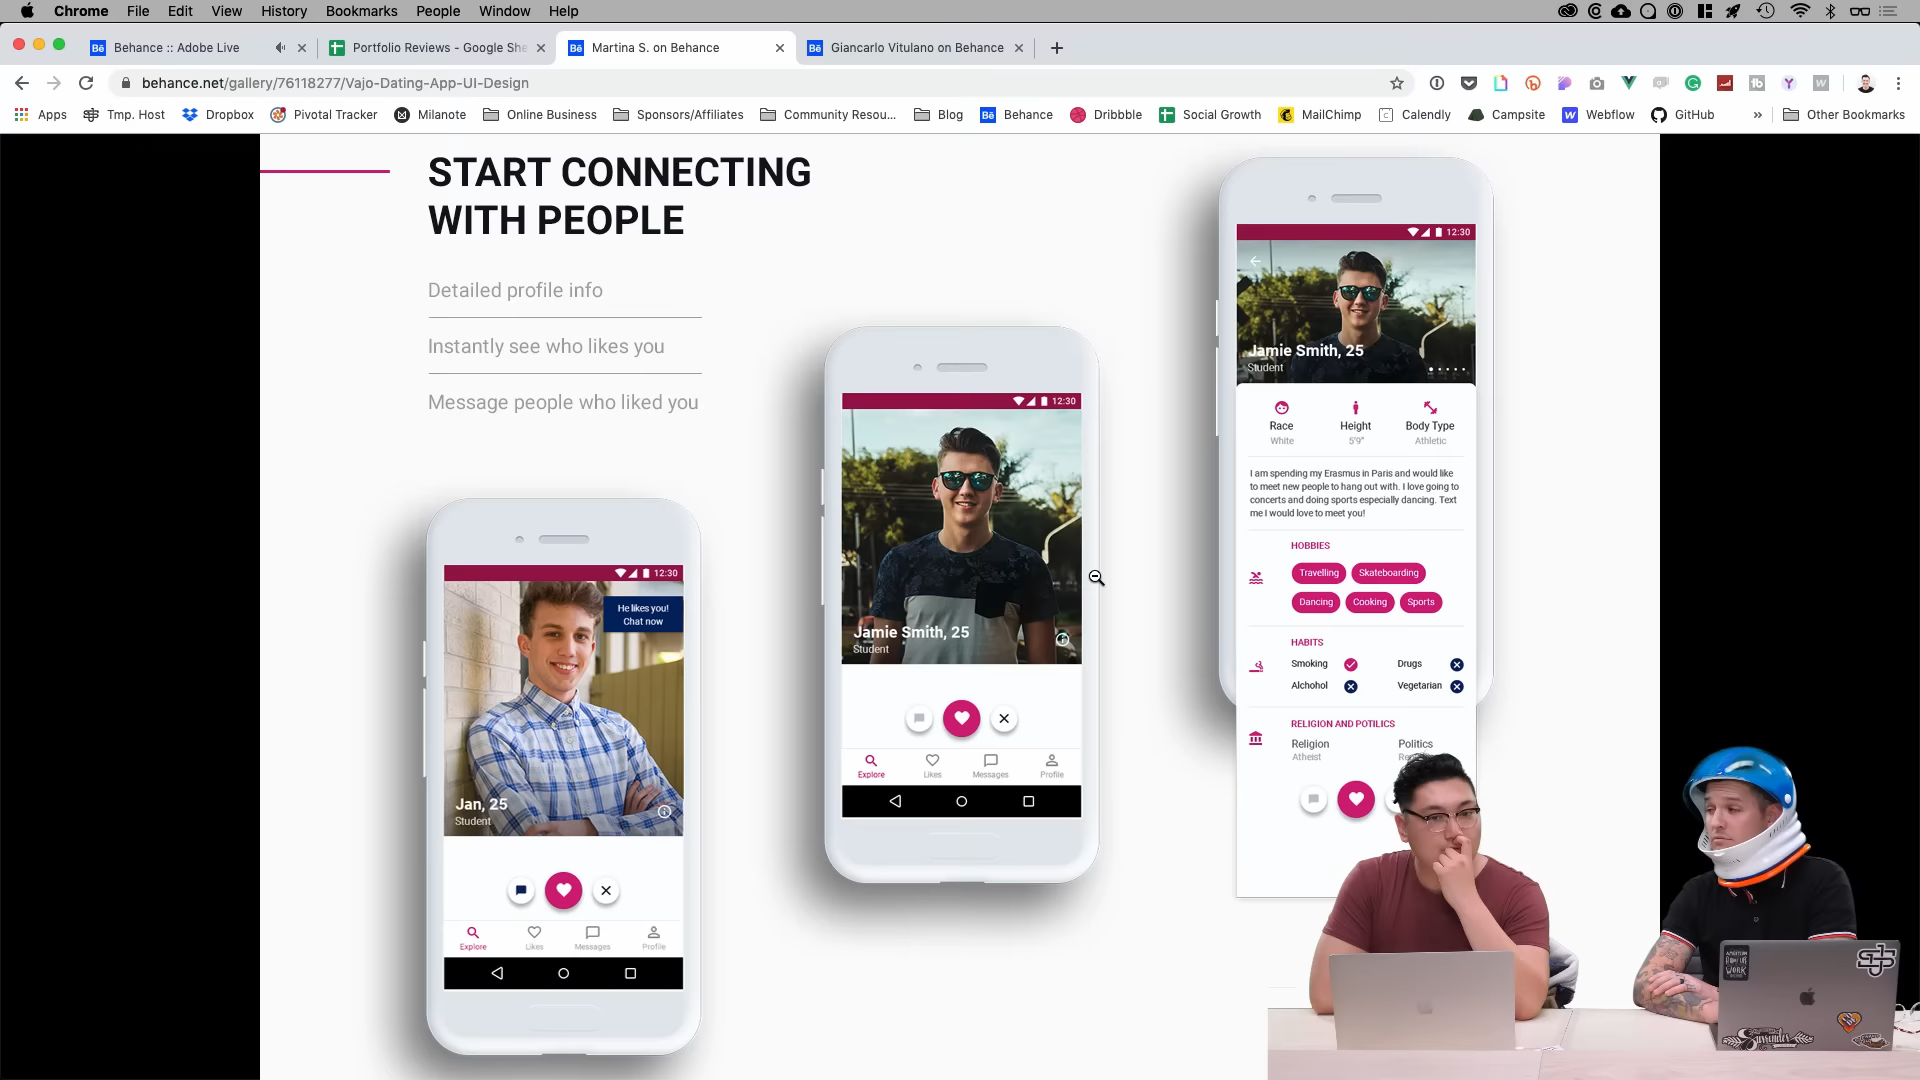 Chrome File Edit View History Bookmarks People Window Help
Behance :: Adobe Live
Portfolio Reviews - Google She
Martina S. on Behance
Giancarlo Vitulano on Behance
behance.net/gallery/76118277/Vajo-Dating-App-UI-Design
Apps Tmp. Host Dropbox Pivotal Tracker Milanote Online Business Sponsors/Affiliates Community Resou... Blog Behance Dribbble Social Growth MailChimp Calendly Campsite Webflow GitHub » Other Bookmarks
START CONNECTING
WITH PEOPLE
Detailed profile info
Instantly see who likes you
Message people who liked you
12:30
He likes you!
Chat now
Jan, 25
Student
Explore Likes Messages Profile
12:30
Jamie Smith, 25
Student
Explore Likes Messages Profile
12:30
Jamie Smith, 25
Student
Race Height Body Type
White 5'9" Athletic
I am spending my Erasmus in Paris and would like
to meet new people to hang out with. I love going to
concerts and doing sports especially dancing. Text
me I would love to meet you!
HOBBIES
Travelling Skateboarding
Dancing Cooking Sports
HABITS
Smoking Drugs
Alchohol Vegetarian
RELIGION AND POTILICS
Religion Politics
Atheist
WORK